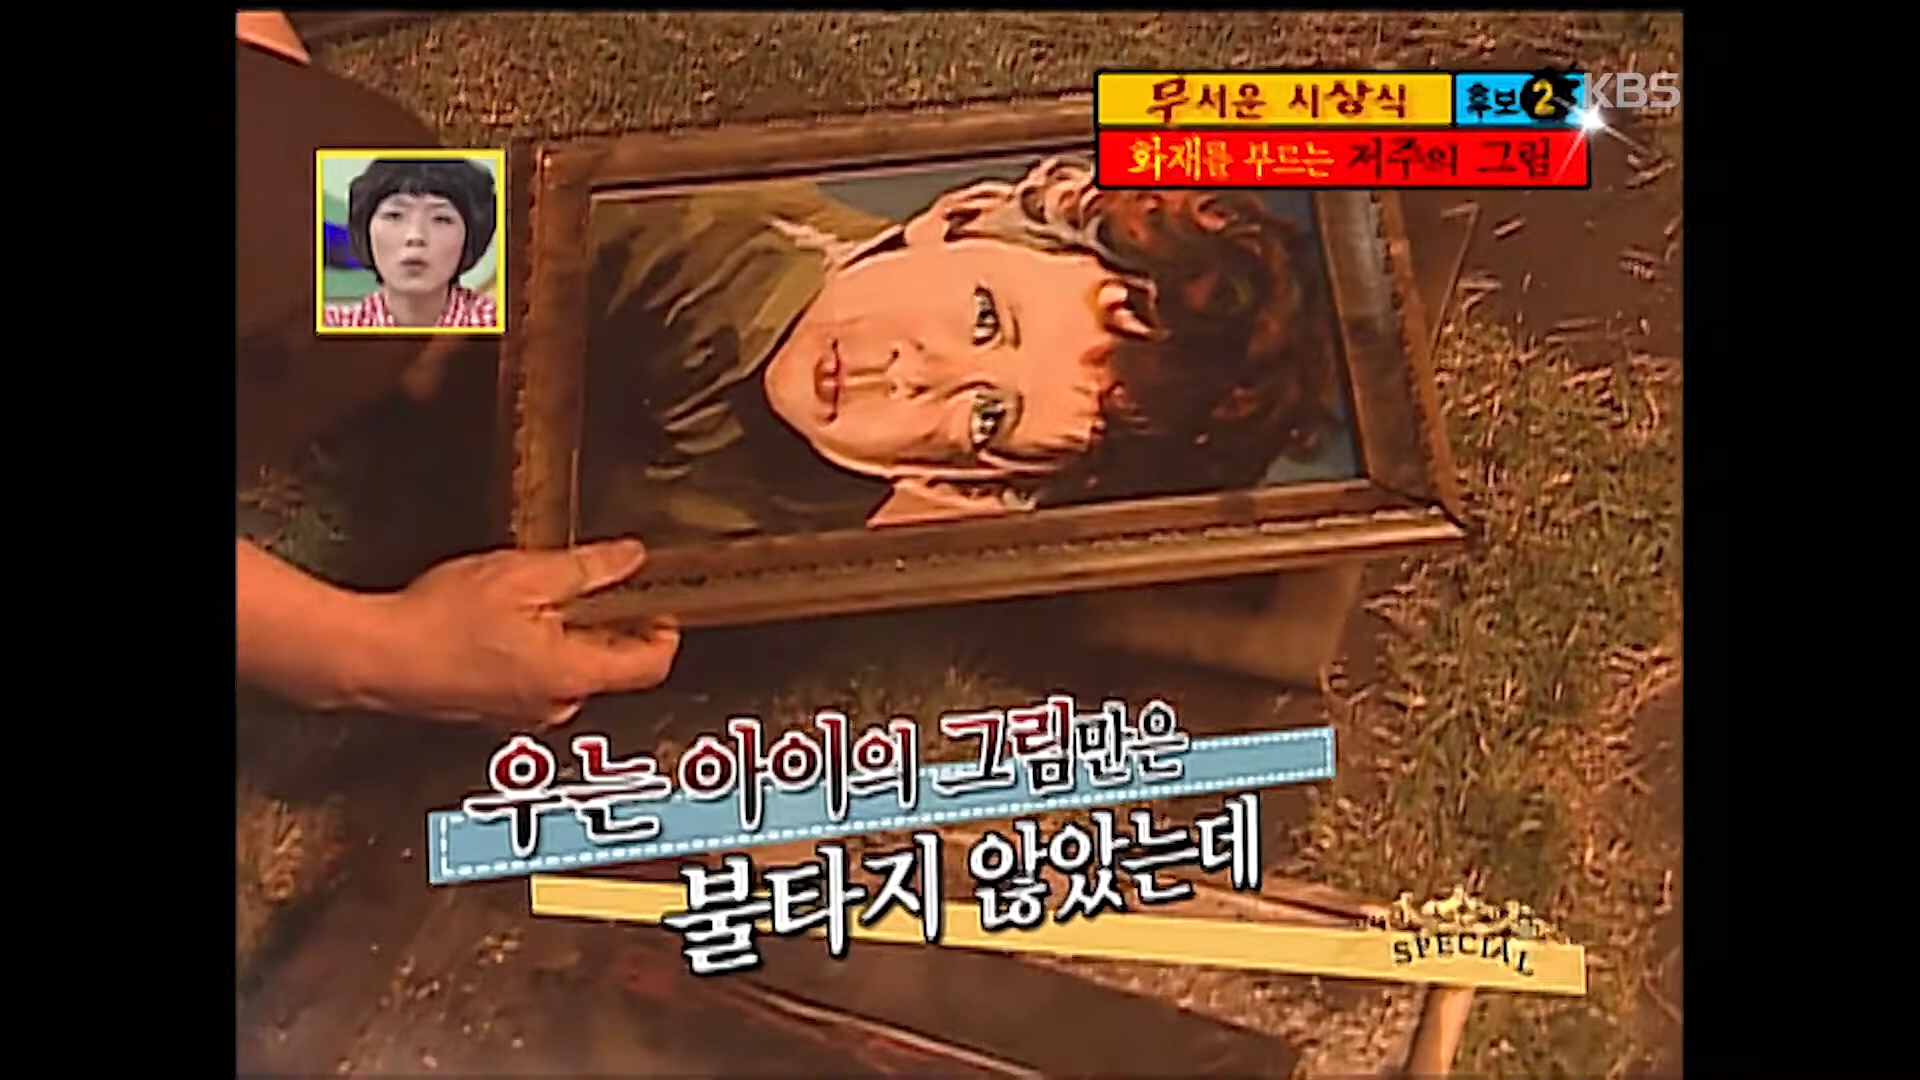 무서운 시상식 후보 2
KBS
화재를 부르는 저주의 그림
우는 아이의 그림만은
불타지 않았는데
SPECIAL